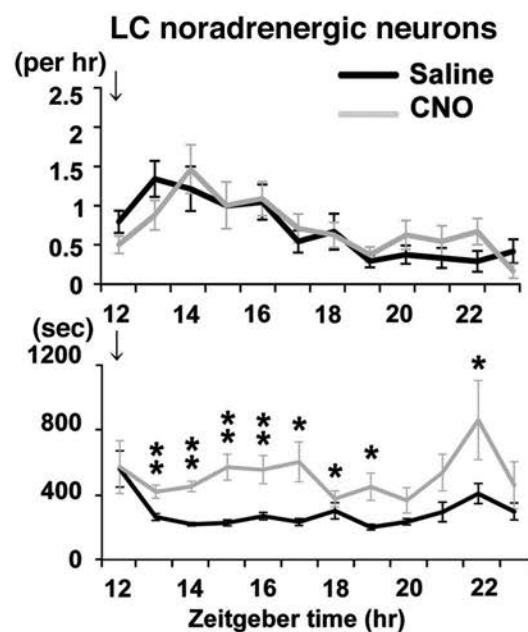 LC noradrenergic neurons
(per hr)
Saline
CNO
2.5
2
1.5
1
0.5
0
12 14 16 18 20 22
(sec)
1200
800
400
0
* * * * * * * * * * * *
12 14 16 18 20 22
Zeitgeber time (hr)